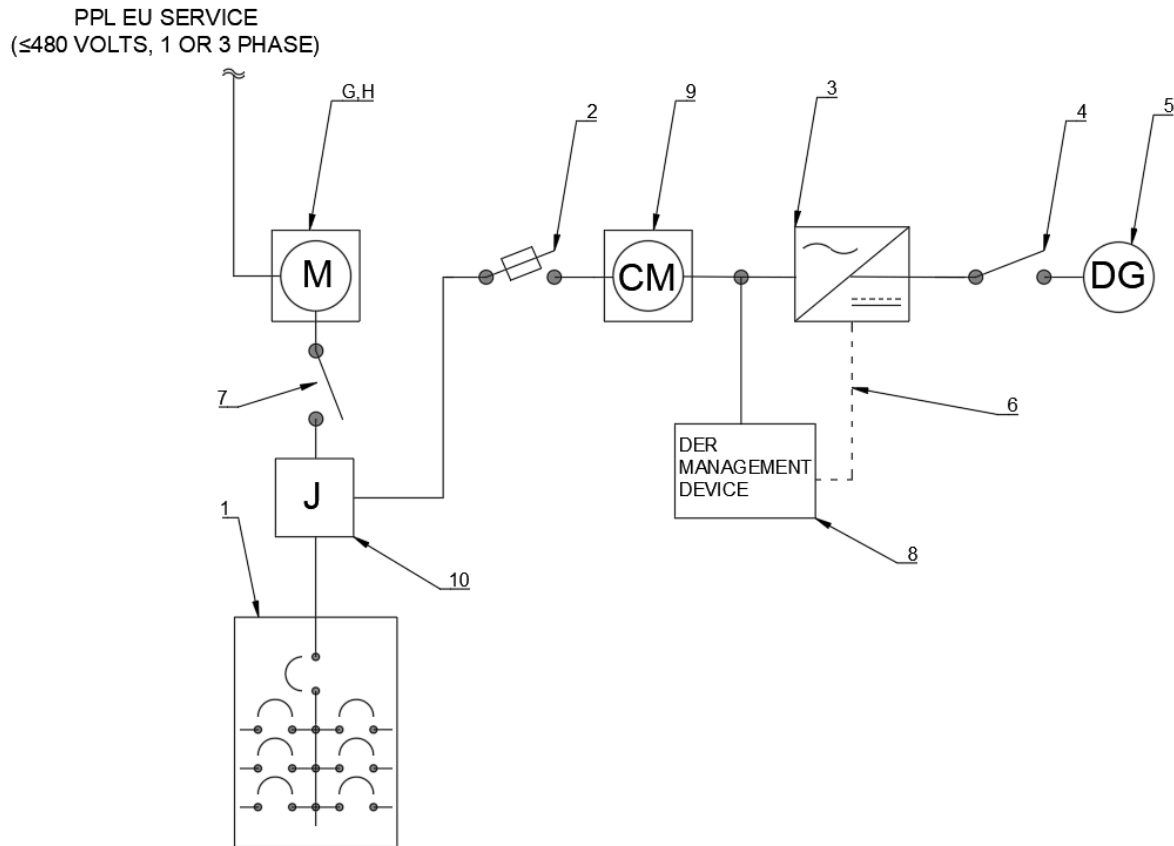 PPL EU SERVICE
(≤480 VOLTS, 1 OR 3 PHASE)
G,H
9
3
2
4
5
M
CM
DG
7
6
DER
MANAGEMENT
DEVICE
J
1
8
10